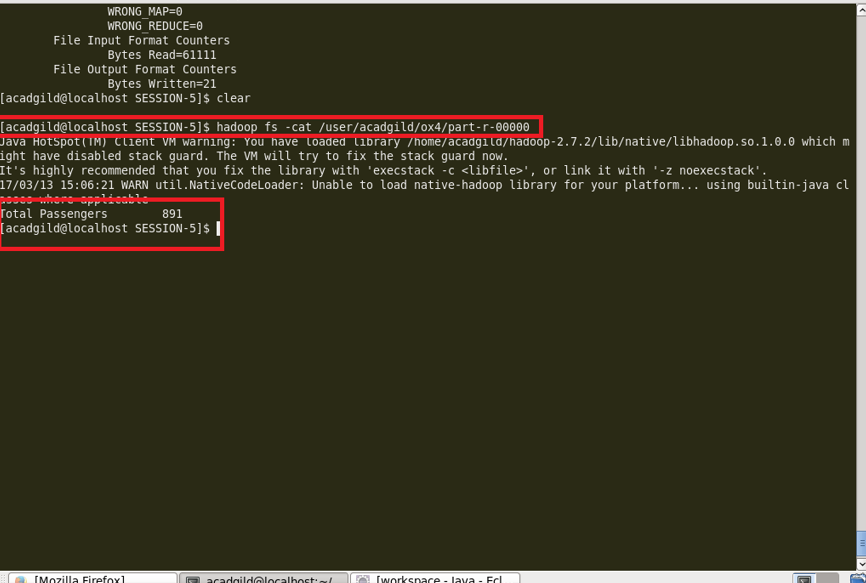 WRONG_MAP=0
WRONG_REDUCE=0
File Input Format Counters
Bytes Read=61111
File Output Format Counters
Bytes Written=21
[acadgild@localhost SESSION-5]$ clear
[acadgild@localhost SESSION-5]$ hadoop fs -cat /user/acadgild/ox4/part-r-00000
Java HotSpot(TM) Client VM warning: You have loaded library /home/acadgild/hadoop-2.7.2/lib/native/libhadoop.so.1.0.0 which m
ight have disabled stack guard. The VM will try to fix the stack guard now.
It's highly recommended that you fix the library with 'execstack -c <libfile>', or link it with '-z noexecstack'.
17/03/13 15:06:21 WARN util.NativeCodeLoader: Unable to load native-hadoop library for your platform... using builtin-java cl
asses where applicable
Total Passengers 891
[acadgild@localhost SESSION-5]$
[Mozilla Firefox]
acadgild@localhost:~/
[workspace - Java - Ecl